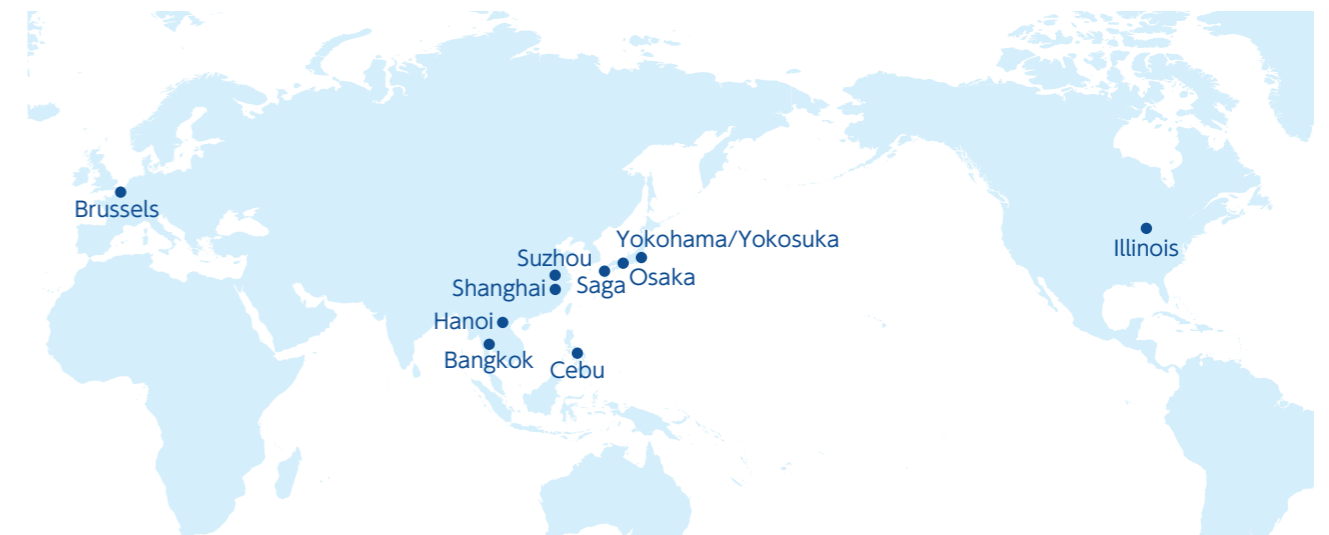 Brussels
Yokohama/Yokosuka
Illinois
Suzhou
Osaka
Saga
Shanghai
Hanoi
Bangkok
Cebu